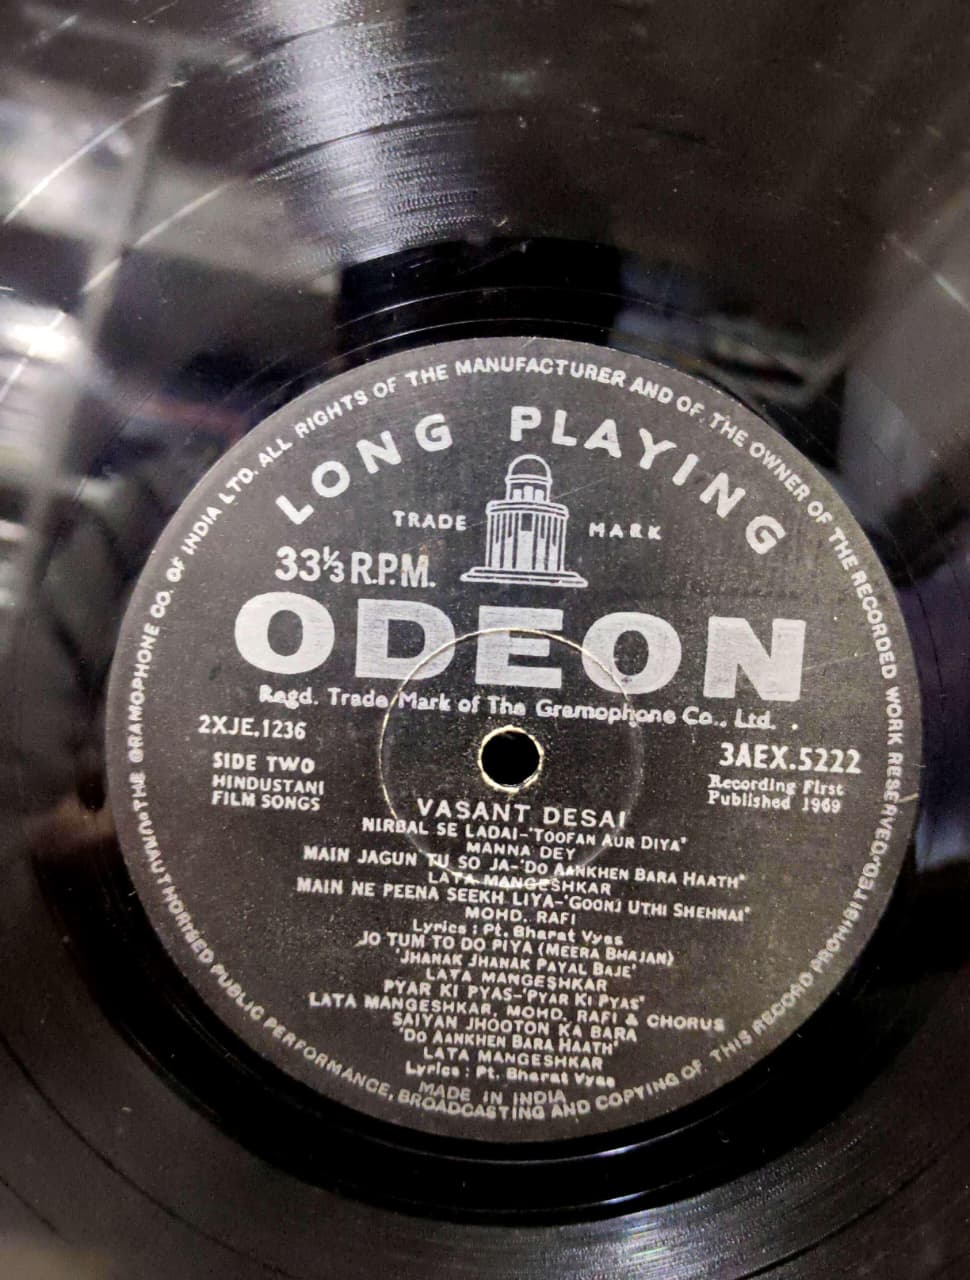 THE GRAMOPHONE CO. OF INDIA LTD. ALL RIGHTS OF THE MANUFACTURER AND OF THE OWNER OF THE RECORDED WORK RESERVED
UNAUTHORISED PUBLIC PERFORMANCE, BROADCASTING AND COPYING OF THIS RECORD PROHIBITED
LONG PLAYING
TRADE MARK
33⅓ R.P.M.
ODEON
Regd. Trade Mark of The Gramophone Co., Ltd.
2XJE.1236
3AEX.5222
SIDE TWO
HINDUSTANI
FILM SONGS
Recording First
Published 1969
VASANT DESAI
NIRBAL SE LADAI-'TOOFAN AUR DIYA'
MANNA DEY
MAIN JAGUN TU SO JA-'DO AANKHEN BARA HAATH'
LATA MANGESHKAR
MAIN NE PEENA SEEKH LIYA-'GOONJ UTHI SHEHNAI'
MOHD. RAFI
Lyrics : Pt. Bharat Vyas
JO TUM TO DO PIYA (MEERA BHAJAN)
'JHANAK JHANAK PAYAL BAJE'
LATA MANGESHKAR
PYAR KI PYAS-'PYAR KI PYAS'
LATA MANGESHKAR, MOHD. RAFI & CHORUS
SAIYAN JHOOTON KA BARA
'DO AANKHEN BARA HAATH'
LATA MANGESHKAR
Lyrics : Pt. Bharat Vyas
MADE IN INDIA